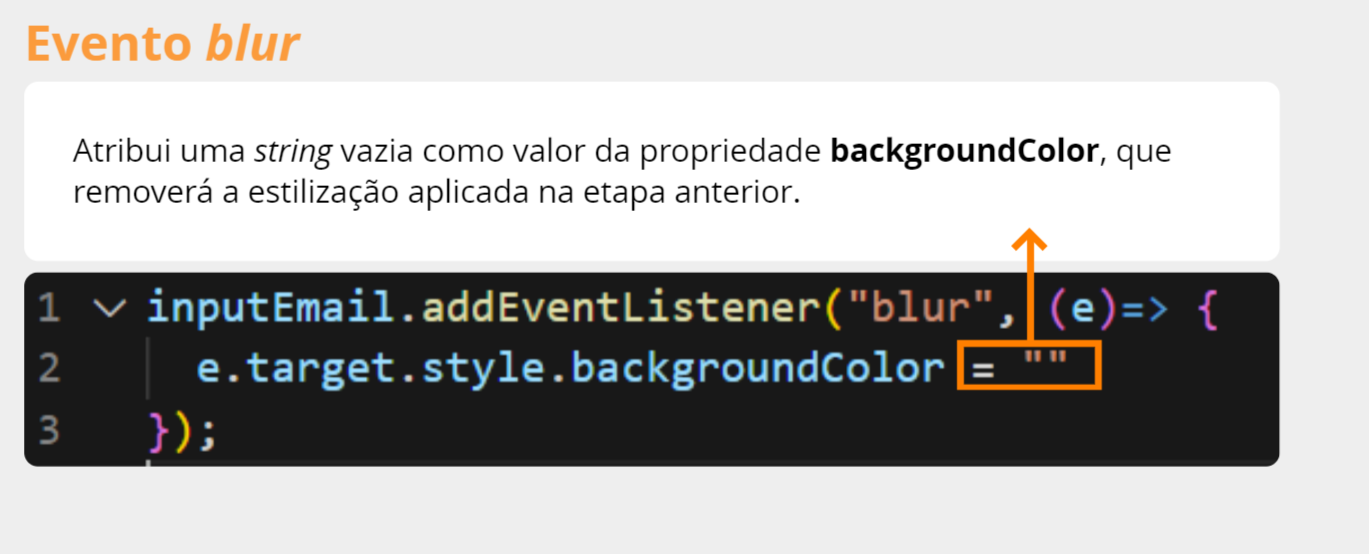 Evento blur
Atribui uma string vazia como valor da propriedade backgroundColor, que
removerá a estilização aplicada na etapa anterior.
1 inputEmail.addEventListener("blur", (e)=> {
2 e.target.style.backgroundColor = ""
3 });